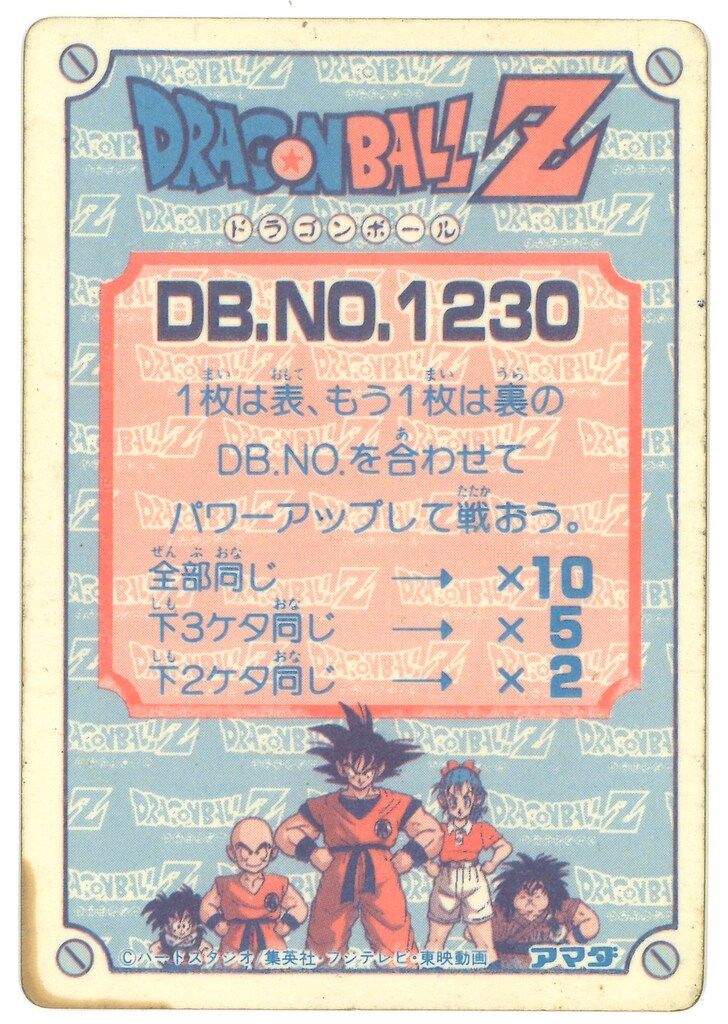 DRAGONBALL Z
ドラゴンボール
DB.NO.1230
1枚は表、もう1枚は裏の
DB.NO.を合わせて
パワーアップして戦おう。
全部同じ → ×10
下3ケタ同じ → ×5
下2ケタ同じ → ×2
©バードスタジオ/集英社・フジテレビ・東映動画
アマダ